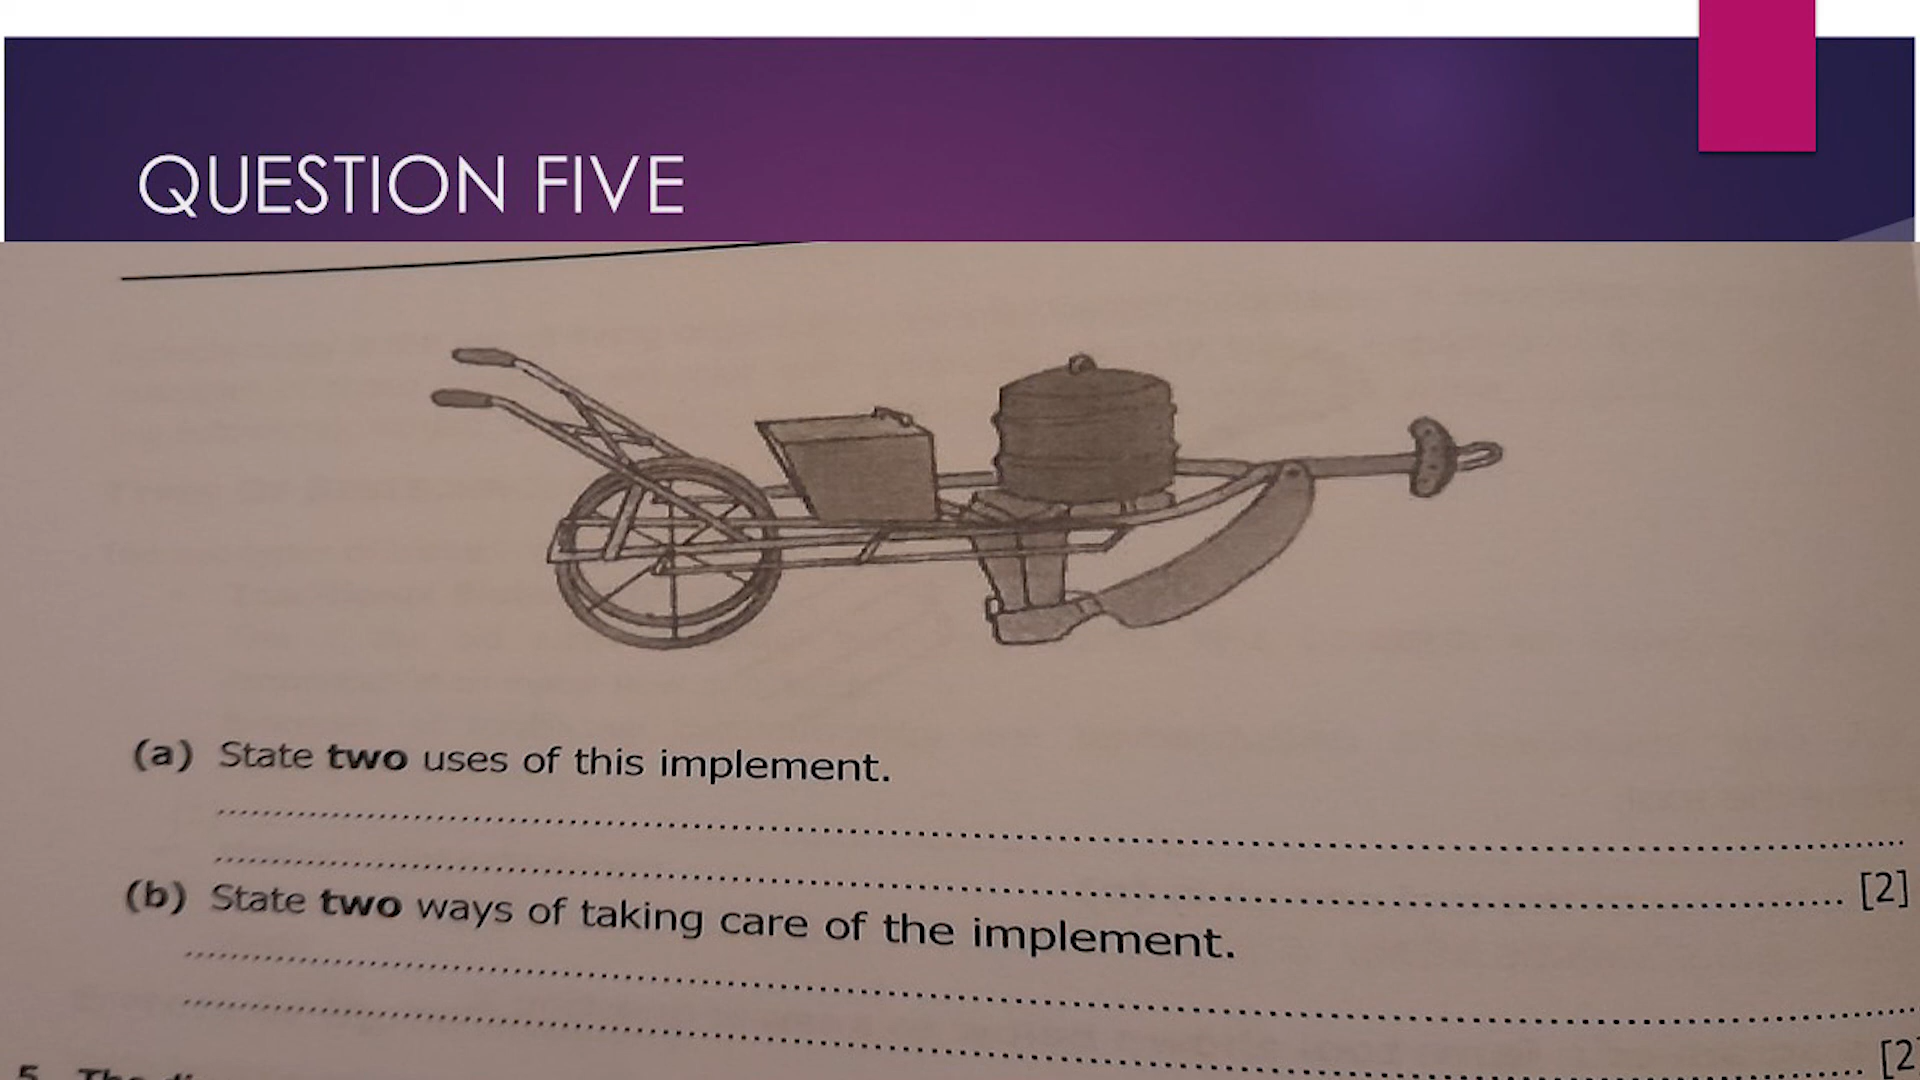 QUESTION FIVE
(a) State two uses of this implement.
[2]
(b) State two ways of taking care of the implement.
[2]
5.